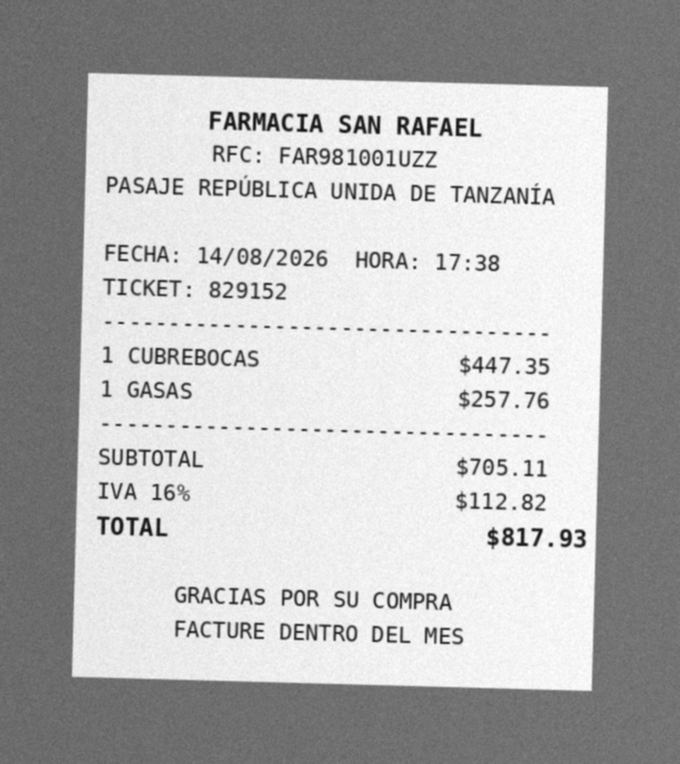 FARMACIA SAN RAFAEL
RFC: FAR981001UZZ
PASAJE REPÚBLICA UNIDA DE TANZANÍA
FECHA: 14/08/2026 HORA: 17:38
TICKET: 829152
----------------------------------
1 CUBREBOCAS $447.35
1 GASAS $257.76
----------------------------------
SUBTOTAL $705.11
IVA 16% $112.82
TOTAL $817.93
GRACIAS POR SU COMPRA
FACTURE DENTRO DEL MES